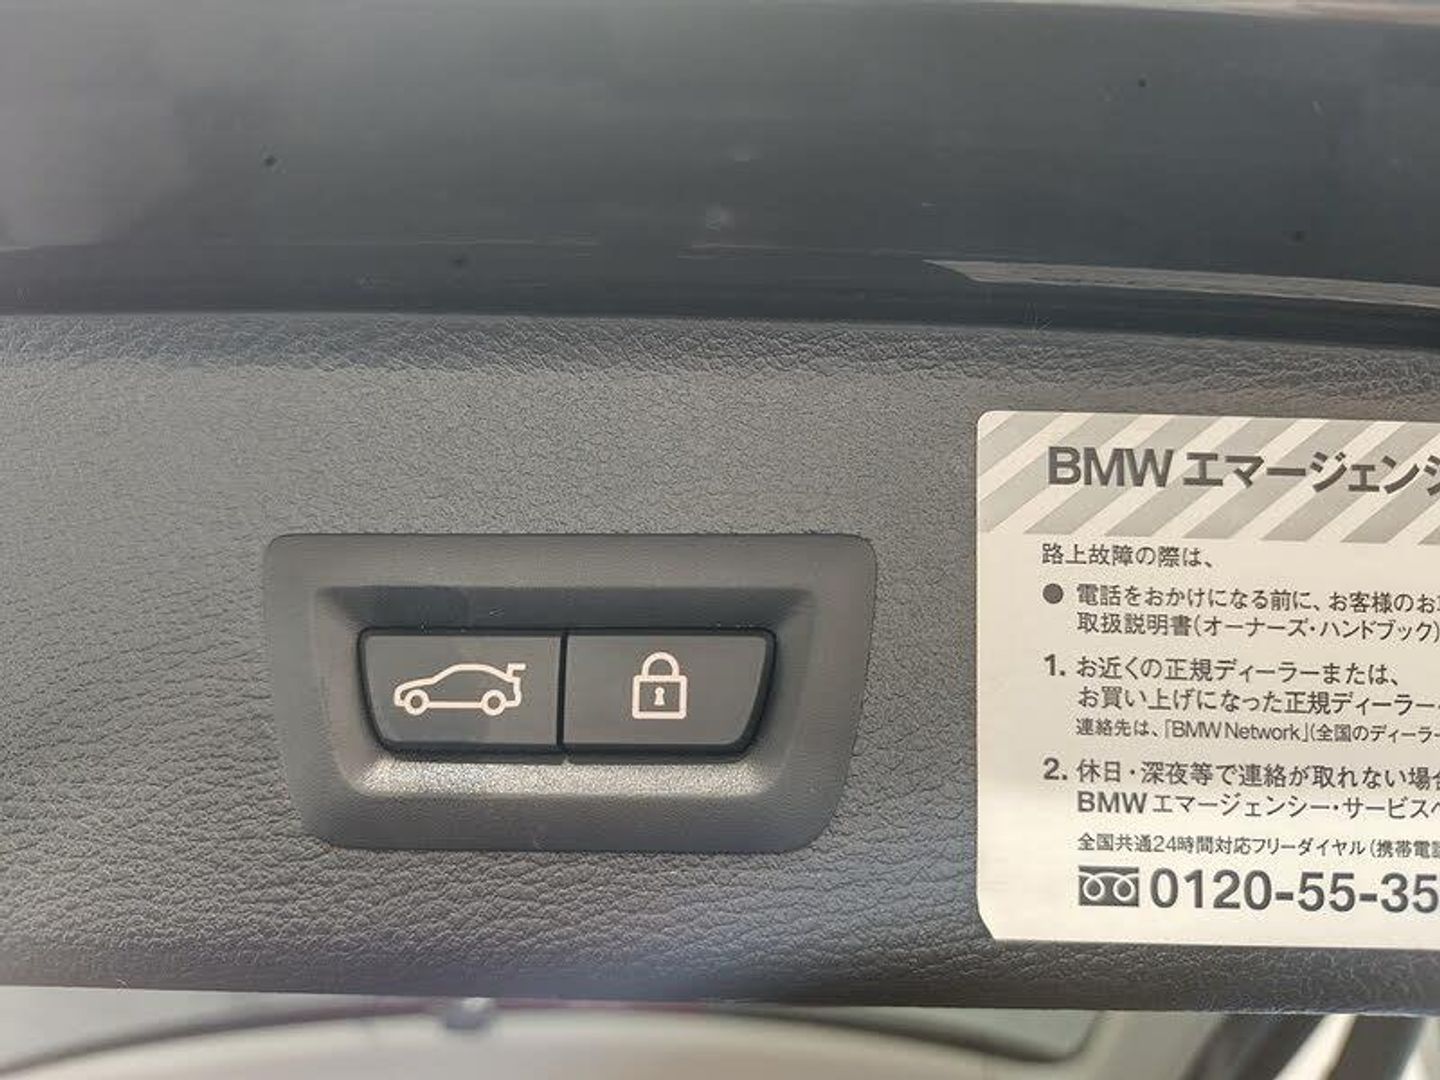 BMW エマージェンシ
路上故障の際は、
● 電話をおかけになる前に、お客様のお
取扱説明書(オーナーズ・ハンドブック)
1. お近くの正規ディーラーまたは、
お買い上げになった正規ディーラー
連絡先は、「BMW Network」(全国のディーラー
2. 休日・深夜等で連絡が取れない場合
BMW エマージェンシー・サービス
全国共通24時間対応フリーダイヤル(携帯電話
0120-55-35